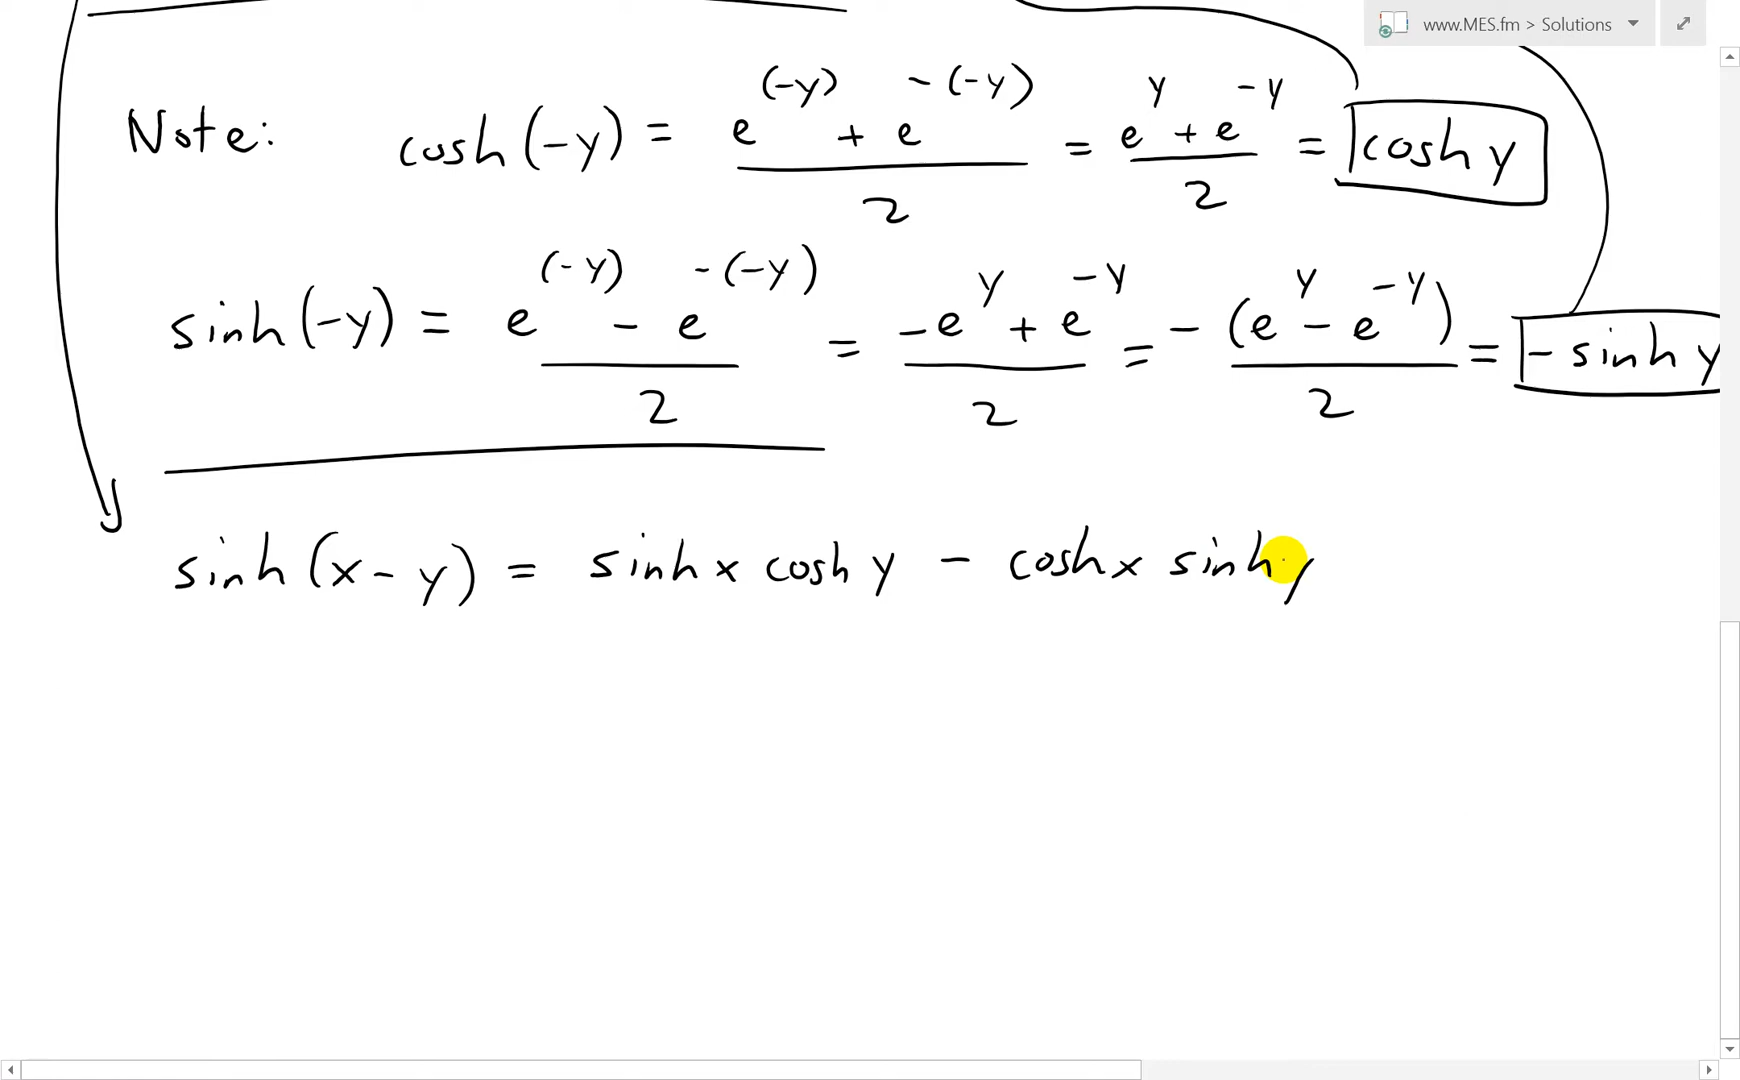 www.MES.fm > Solutions
Note: cosh(-y) = (e^(-y) + e^-(-y))/2 = (e^y + e^-y)/2 = cosh y
sinh(-y) = (e^(-y) - e^-(-y))/2 = (-e^y + e^-y)/2 = -(e^y - e^-y)/2 = -sinh y
sinh(x-y) = sinh x cosh y - cosh x sinh y